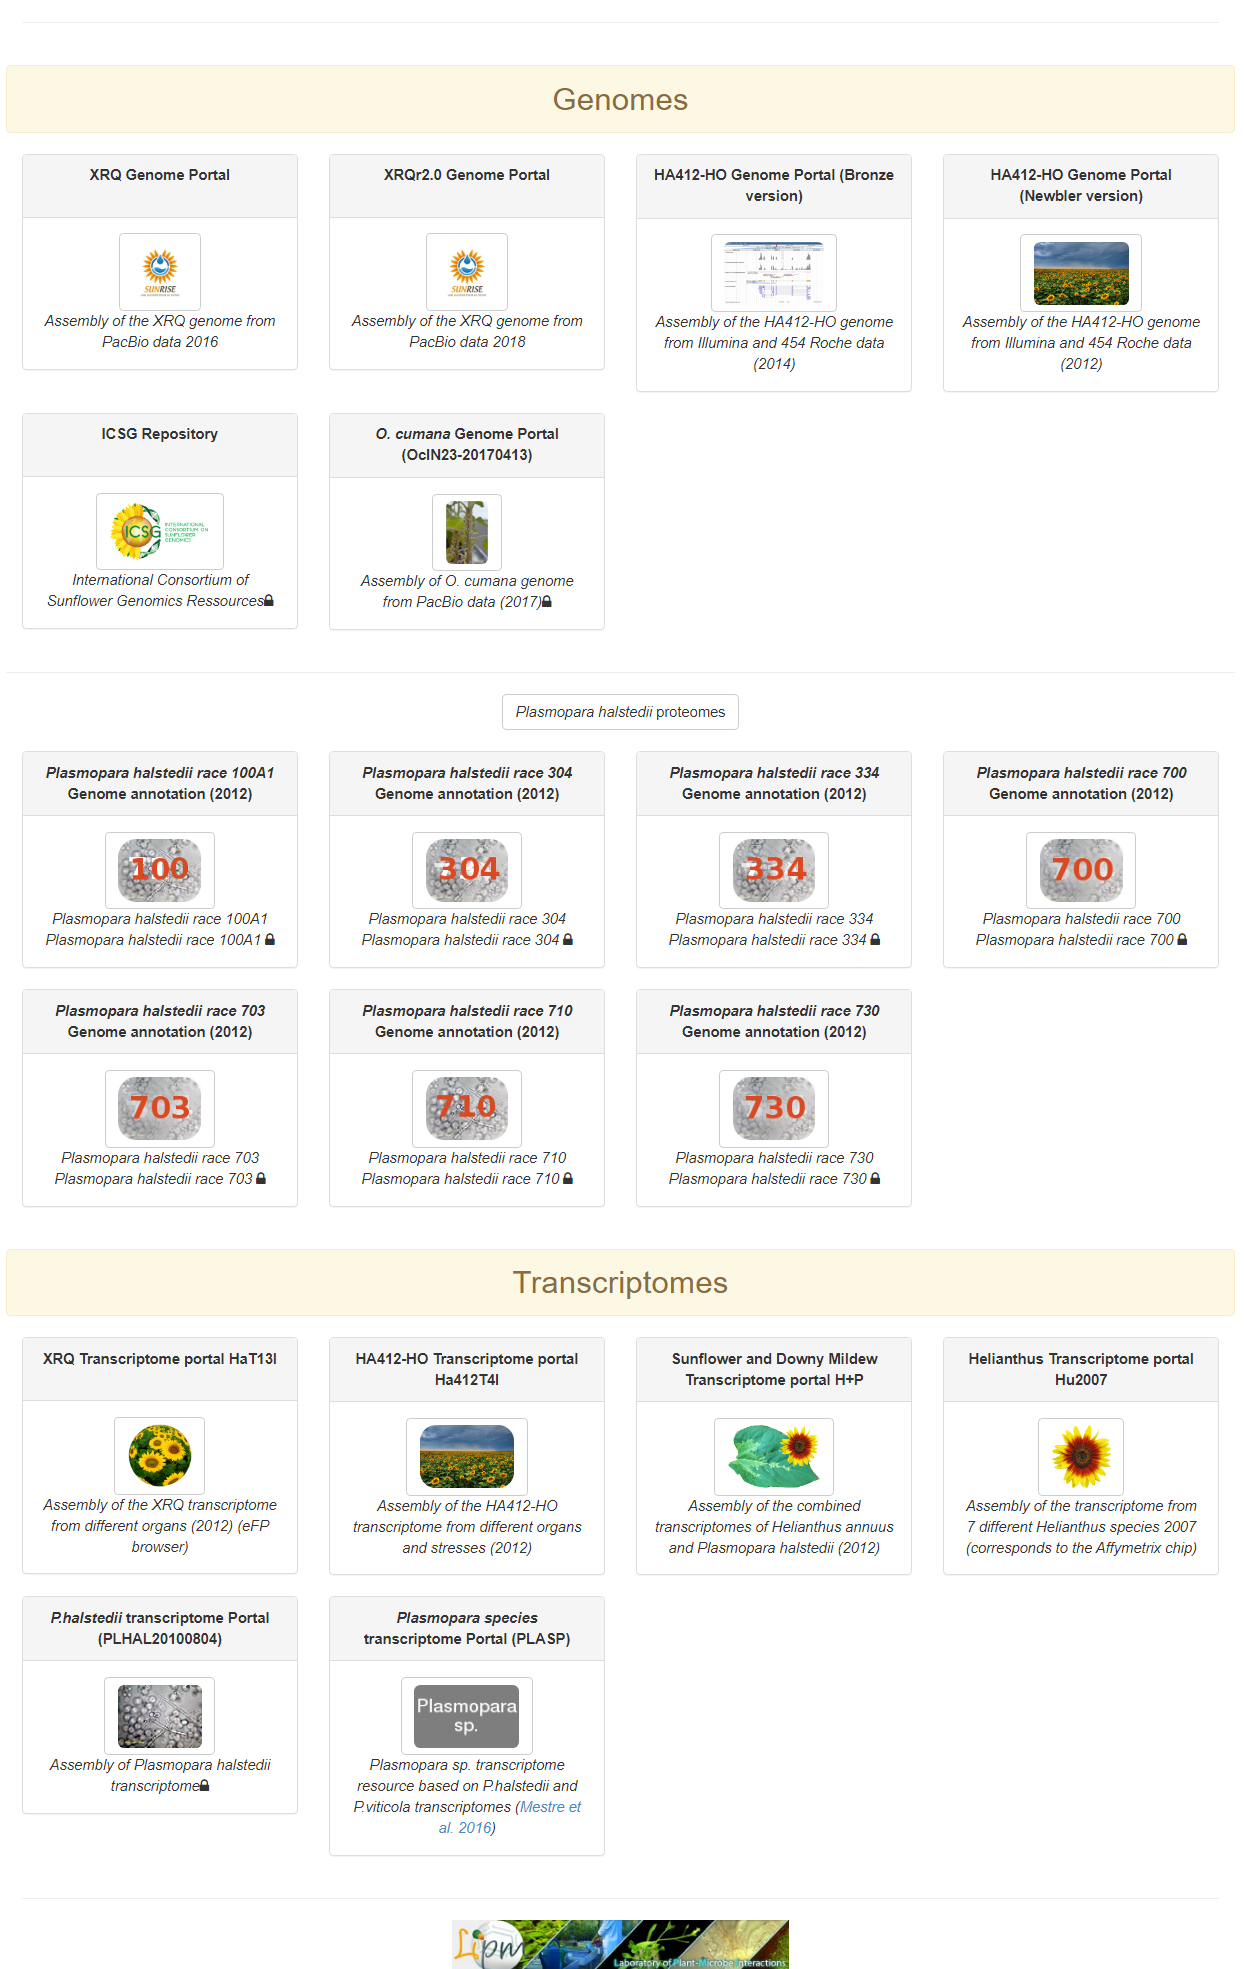 Genomes
XRQ Genome Portal
SUNRISE
Assembly of the XRQ genome from
PacBio data 2016
XRQr2.0 Genome Portal
SUNRISE
Assembly of the XRQ genome from
PacBio data 2018
HA412-HO Genome Portal (Bronze
version)
Assembly of the HA412-HO genome
from Illumina and 454 Roche data
(2014)
HA412-HO Genome Portal
(Newbler version)
Assembly of the HA412-HO genome
from Illumina and 454 Roche data
(2012)
ICSG Repository
ICSG
INTERNATIONAL
CONSORTIUM ON
SUNFLOWER
GENOMICS
International Consortium of
Sunflower Genomics Ressources
O. cumana Genome Portal
(OcIN23-20170413)
Assembly of O. cumana genome
from PacBio data (2017)
Plasmopara halstedii proteomes
Plasmopara halstedii race 100A1
Genome annotation (2012)
100
Plasmopara halstedii race 100A1
Plasmopara halstedii race 100A1
Plasmopara halstedii race 304
Genome annotation (2012)
304
Plasmopara halstedii race 304
Plasmopara halstedii race 304
Plasmopara halstedii race 334
Genome annotation (2012)
334
Plasmopara halstedii race 334
Plasmopara halstedii race 334
Plasmopara halstedii race 700
Genome annotation (2012)
700
Plasmopara halstedii race 700
Plasmopara halstedii race 700
Plasmopara halstedii race 703
Genome annotation (2012)
703
Plasmopara halstedii race 703
Plasmopara halstedii race 703
Plasmopara halstedii race 710
Genome annotation (2012)
710
Plasmopara halstedii race 710
Plasmopara halstedii race 710
Plasmopara halstedii race 730
Genome annotation (2012)
730
Plasmopara halstedii race 730
Plasmopara halstedii race 730
Transcriptomes
XRQ Transcriptome portal HaT13l
Assembly of the XRQ transcriptome
from different organs (2012) (eFP
browser)
HA412-HO Transcriptome portal
Ha412T4l
Assembly of the HA412-HO
transcriptome from different organs
and stresses (2012)
Sunflower and Downy Mildew
Transcriptome portal H+P
Assembly of the combined
transcriptomes of Helianthus annuus
and Plasmopara halstedii (2012)
Helianthus Transcriptome portal
Hu2007
Assembly of the transcriptome from
7 different Helianthus species 2007
(corresponds to the Affymetrix chip)
P.halstedii transcriptome Portal
(PLHAL20100804)
Assembly of Plasmopara halstedii
transcriptome
Plasmopara species
transcriptome Portal (PLASP)
Plasmopara
sp.
Plasmopara sp. transcriptome
resource based on P.halstedii and
P.viticola transcriptomes (Mestre et
al. 2016)
Lipm
Laboratory of Plant-Microbe Interactions